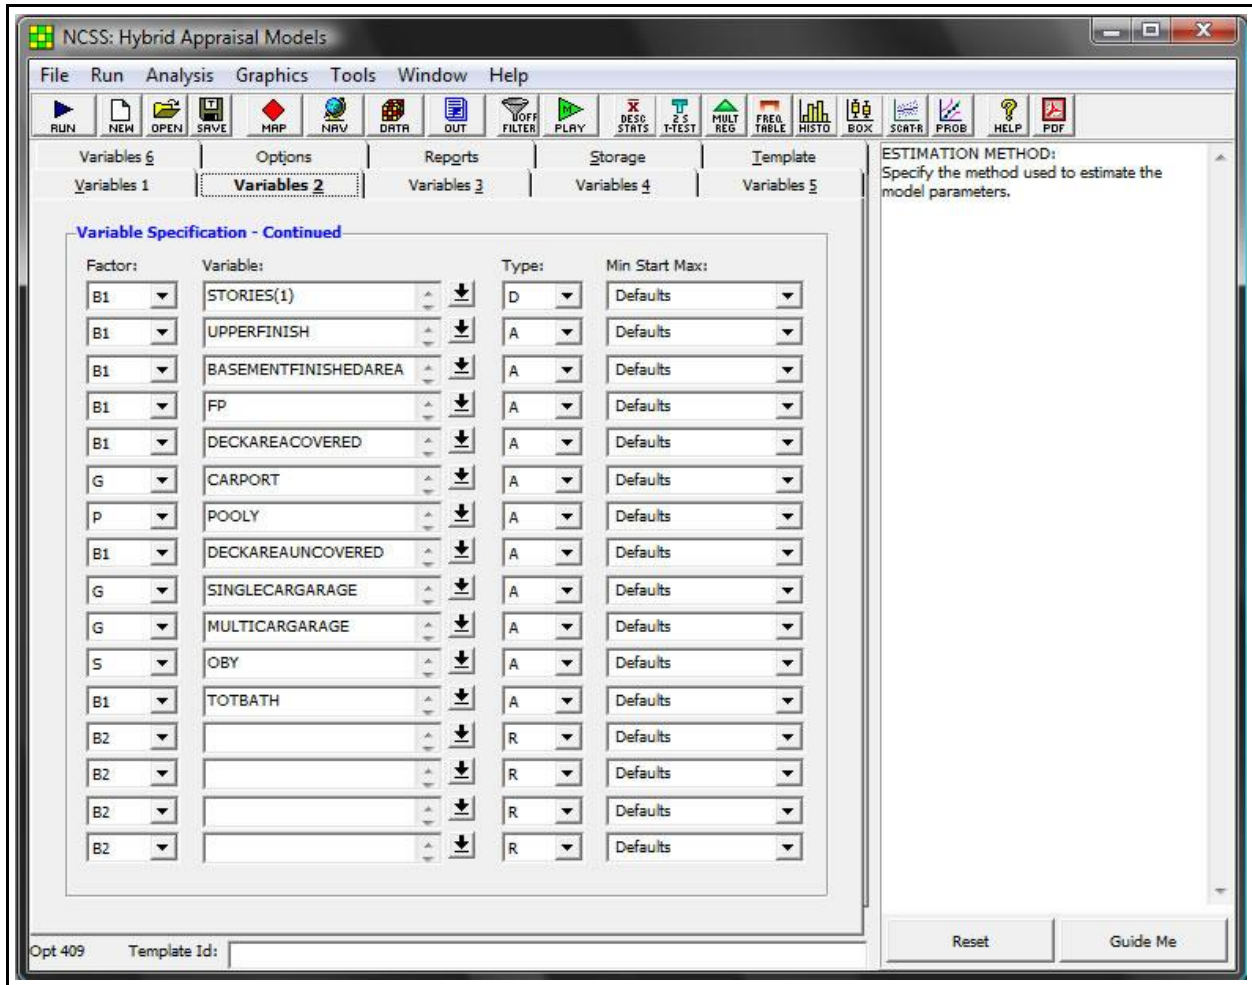 NCSS: Hybrid Appraisal Models
File Run Analysis Graphics Tools Window Help
RUN NEW OPEN SAVE MAP NAV DATA OUT OFF FILTER PLAY X DESC STATS T 2 S T-TEST MULT REG FREQ. TABLE HISTO BOX SCAT-R PROB HELP PDF
Variables 6 Options Reports Storage Template
Variables 1 Variables 2 Variables 3 Variables 4 Variables 5
ESTIMATION METHOD:
Specify the method used to estimate the
model parameters.
Variable Specification - Continued
Factor: Variable: Type: Min Start Max:
B1 STORIES(1) D Defaults
B1 UPPERFINISH A Defaults
B1 BASEMENTFINISHEDAREA A Defaults
B1 FP A Defaults
B1 DECKAREACOVERED A Defaults
G CARPORT A Defaults
P POOLY A Defaults
B1 DECKAREAUNCOVERED A Defaults
G SINGLECARGARAGE A Defaults
G MULTICARGARAGE A Defaults
S OBY A Defaults
B1 TOTBATH A Defaults
B2 R Defaults
B2 R Defaults
B2 R Defaults
B2 R Defaults
Opt 409 Template Id:
Reset Guide Me